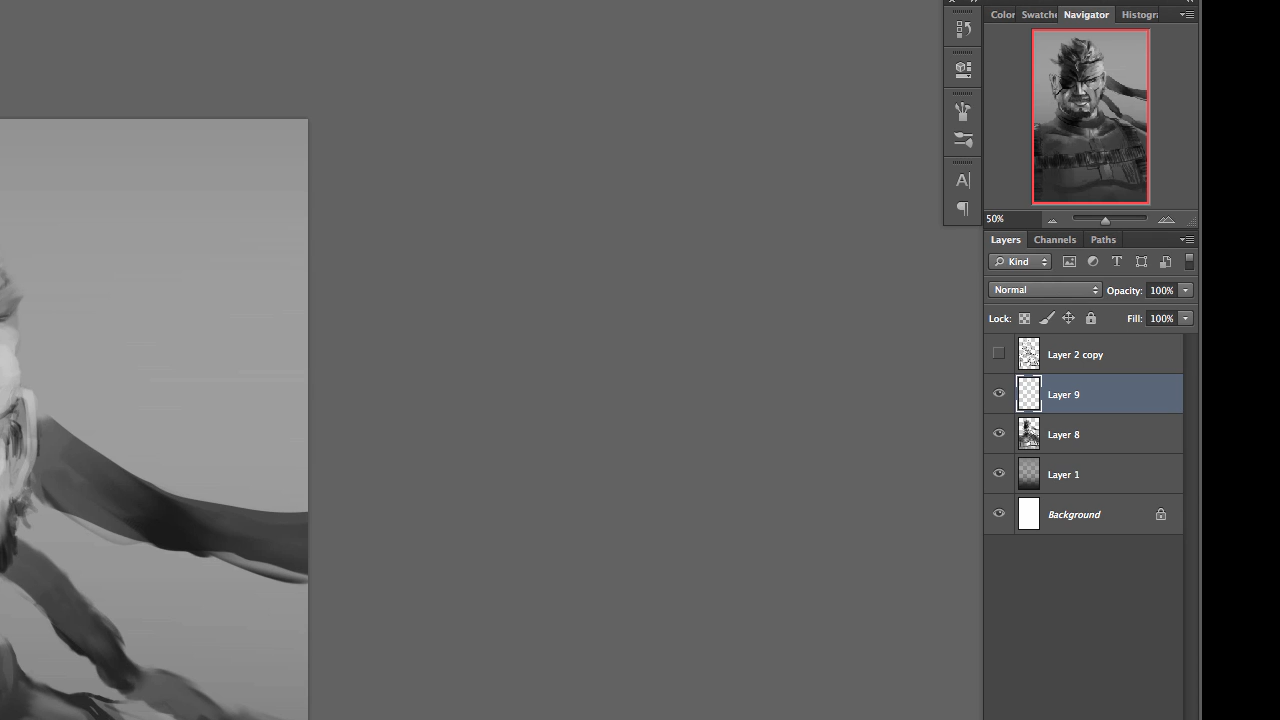 Color Swatche Navigator Histogra
50%
Layers Channels Paths
Kind
Normal Opacity: 100%
Lock: Fill: 100%
Layer 2 copy
Layer 9
Layer 8
Layer 1
Background